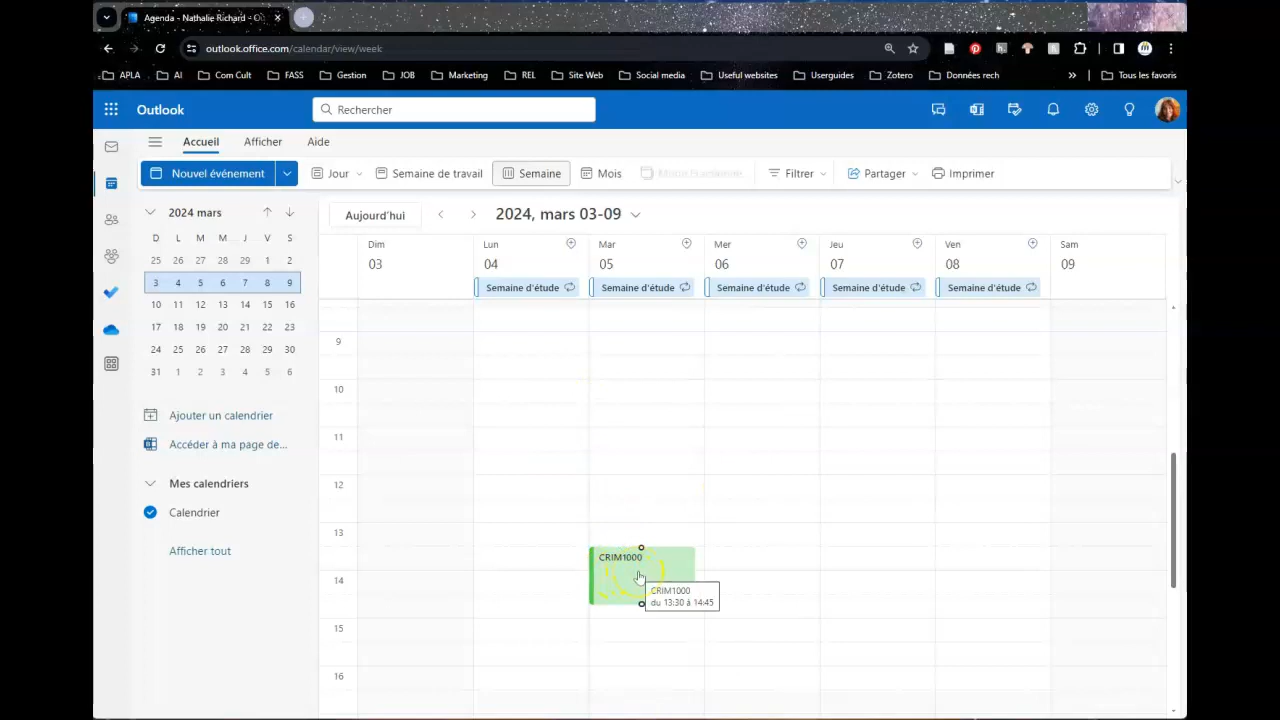 Agenda - Nathalie Richard - O
outlook.office.com/calendar/view/week
APLA AI Com Cult FASS Gestion JOB Marketing REL Site Web Social media Useful websites Userguides Zotero Données rech » Tous les favoris
Outlook
Rechercher
Accueil Afficher Aide
Nouvel événement Jour Semaine de travail Semaine Mois Filtrer Partager Imprimer
2024 mars
Aujourd'hui
2024, mars 03-09
D L M M J V S
25 26 27 28 29 1 2
3 4 5 6 7 8 9
10 11 12 13 14 15 16
17 18 19 20 21 22 23
24 25 26 27 28 29 30
31 1 2 3 4 5 6
Dim Lun Mar Mer Jeu Ven Sam
03 04 05 06 07 08 09
Semaine d'étude Semaine d'étude Semaine d'étude Semaine d'étude Semaine d'étude
9
10
11
12
13
14
15
16
Ajouter un calendrier
Accéder à ma page de...
Mes calendriers
Calendrier
Afficher tout
CRIM1000
CRIM1000
du 13:30 à 14:45